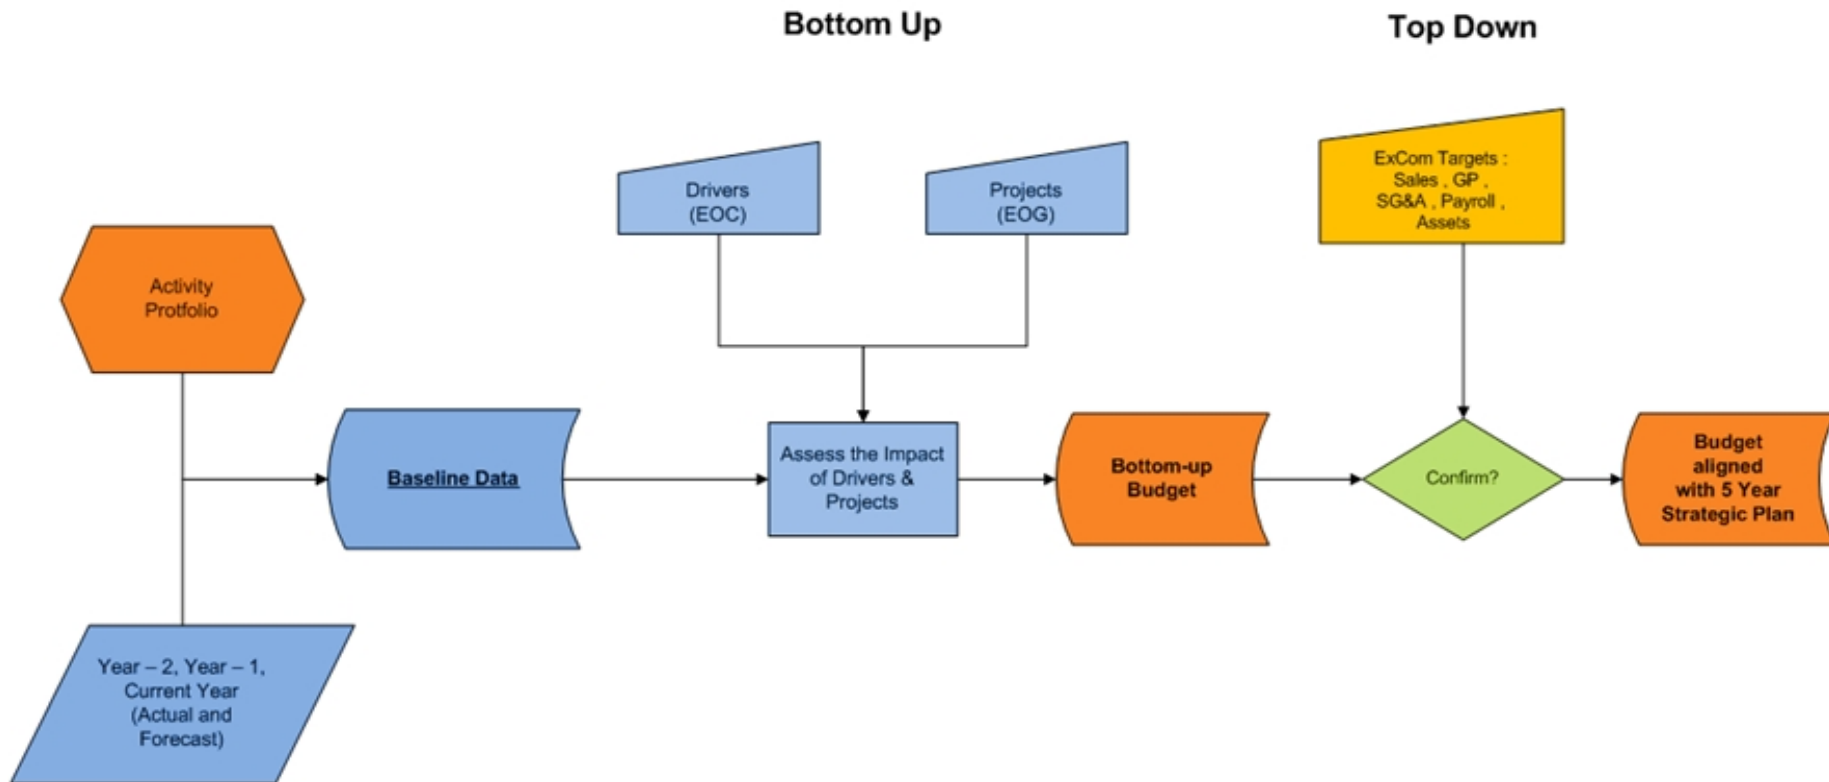 Bottom Up
Top Down
Drivers
(EOC)
Projects
(EOG)
ExCom Targets :
Sales , GP ,
SG&A , Payroll ,
Assets
Activity
Protfolio
Baseline Data
Assess the Impact
of Drivers &
Projects
Bottom-up
Budget
Confirm?
Budget
aligned
with 5 Year
Strategic Plan
Year – 2, Year – 1,
Current Year
(Actual and
Forecast)